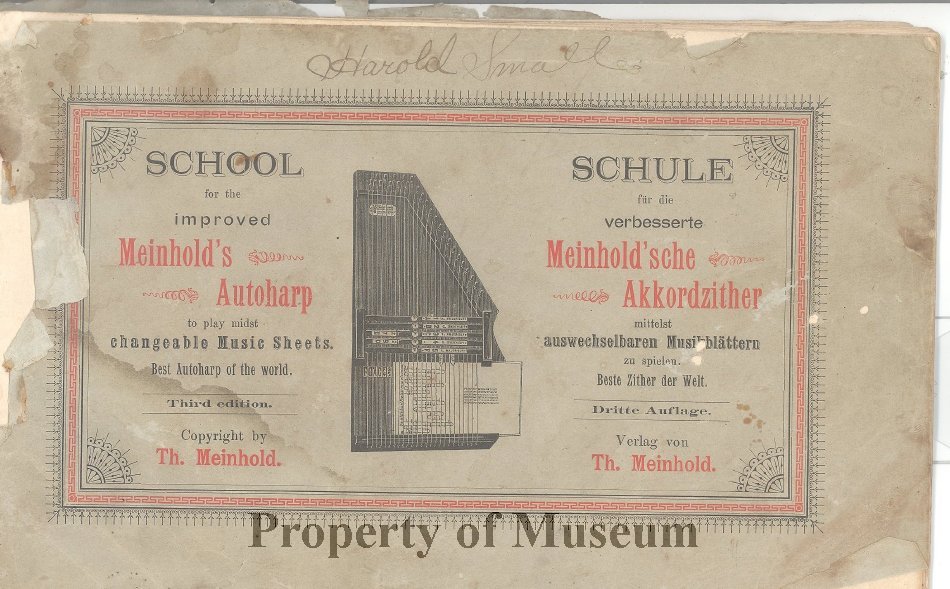 Harold Small
SCHOOL
for the
improved
Meinhold's
Autoharp
to play midst
changeable Music Sheets.
Best Autoharp of the world.
Third edition.
Copyright by
Th. Meinhold.
SCHULE
für die
verbesserte
Meinhold'sche
Akkordzither
mittelst
auswechselbaren Musikblättern
zu spielen.
Beste Zither der Welt.
Dritte Auflage.
Verlag von
Th. Meinhold.
Property of Museum